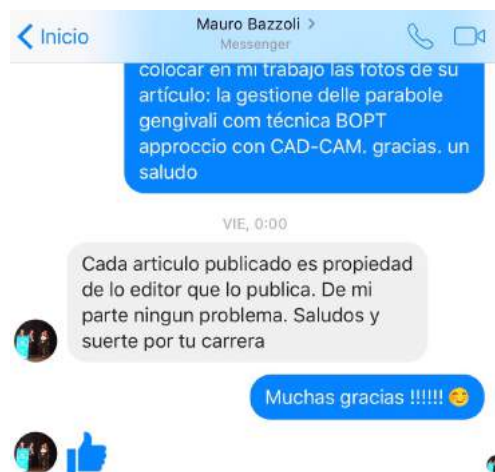 Inicio
Mauro Bazzoli >
Messenger
colocar en mi trabajo las fotos de su
artículo: la gestione delle parabole
gengivali com técnica BOPT
approccio con CAD-CAM. gracias. un
saludo
VIE, 0:00
Cada articulo publicado es propiedad
de lo editor que lo publica. De mi
parte ningun problema. Saludos y
suerte por tu carrera
Muchas gracias !!!!!! 😊